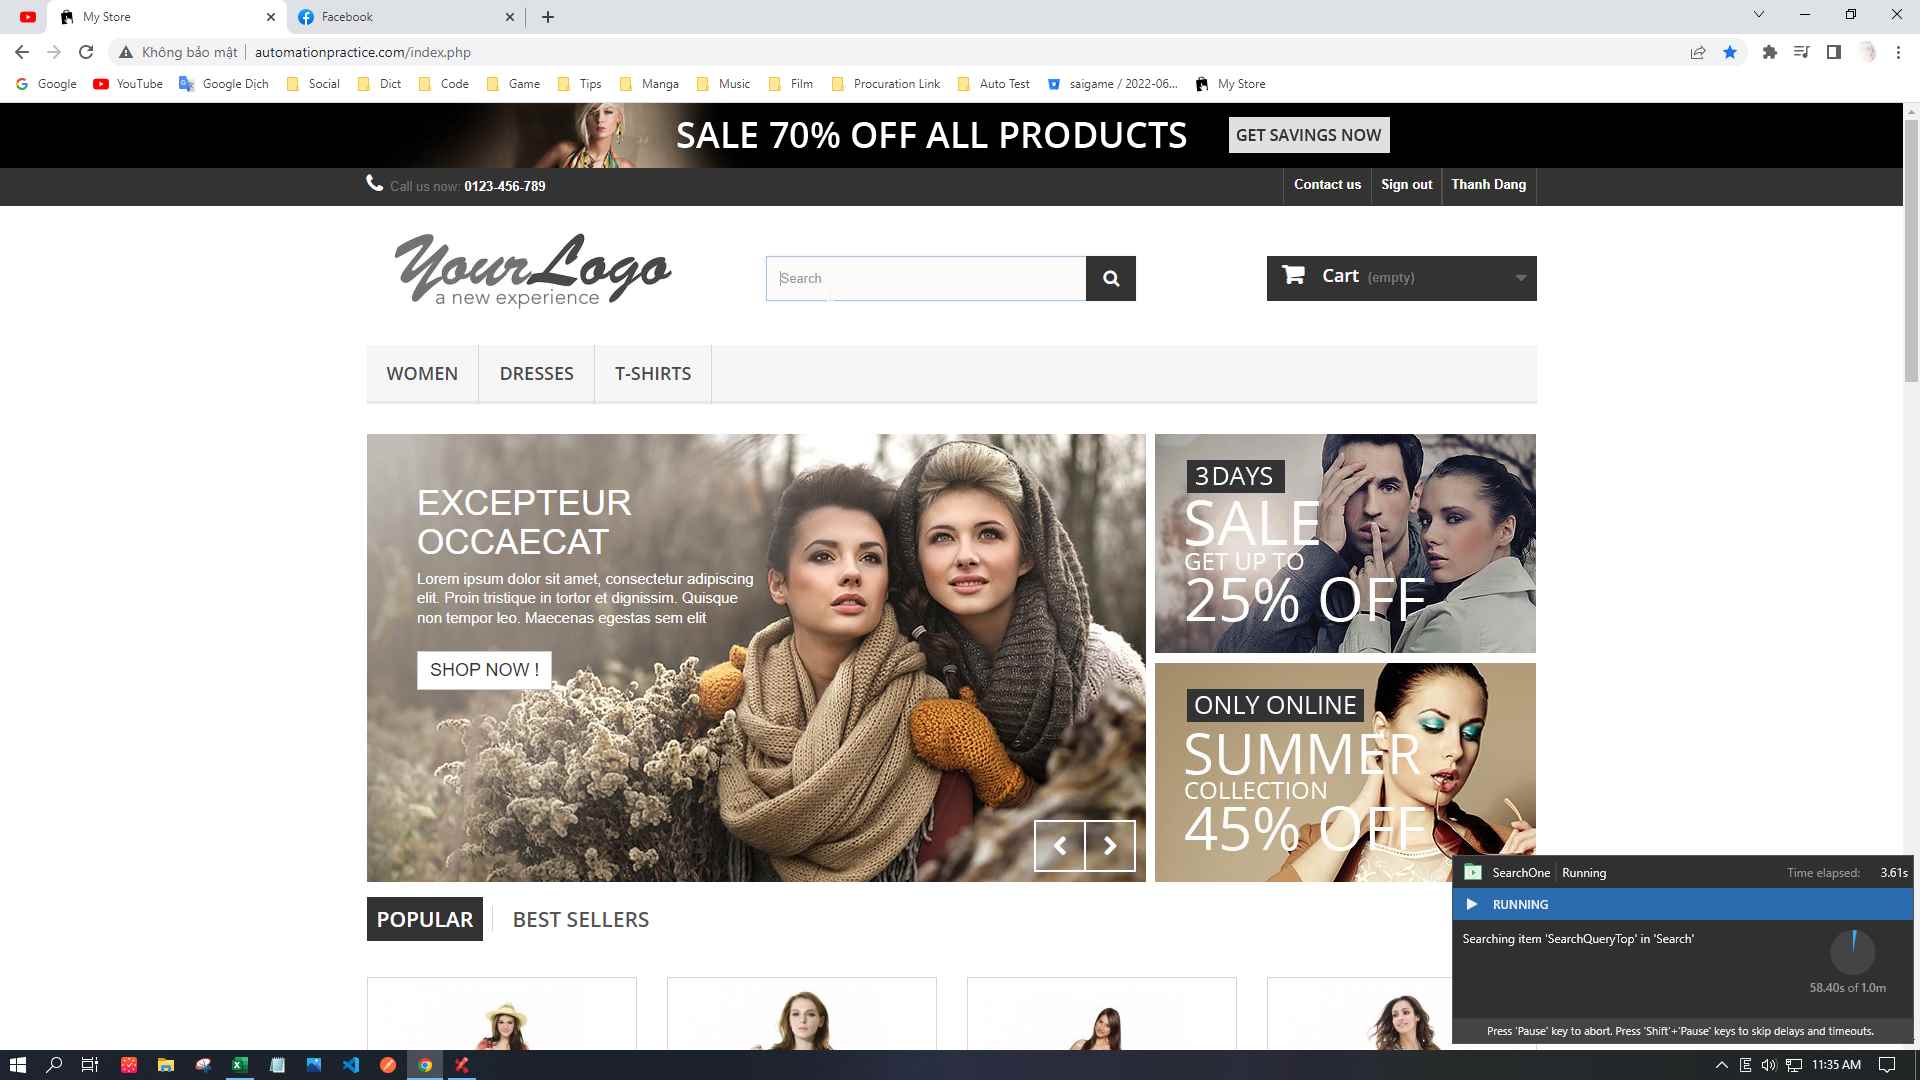 My Store
Facebook
Không bảo mật
automationpractice.com/index.php
Google
YouTube
Google Dịch
Social
Dict
Code
Game
Tips
Manga
Music
Film
Procuration Link
Auto Test
saigame / 2022-06...
My Store
SALE 70% OFF ALL PRODUCTS
GET SAVINGS NOW
Call us now: 0123-456-789
Contact us
Sign out
Thanh Dang
YourLogo
a new experience
Search
Cart (empty)
WOMEN
DRESSES
T-SHIRTS
EXCEPTEUR
OCCAECAT
Lorem ipsum dolor sit amet, consectetur adipiscing
elit. Proin tristique in tortor et dignissim. Quisque
non tempor leo. Maecenas egestas sem elit
SHOP NOW !
3 DAYS
SALE
GET UP TO
25% OFF
ONLY ONLINE
SUMMER
COLLECTION
45% OFF
POPULAR
BEST SELLERS
SearchOne
Running
Time elapsed: 3.61s
RUNNING
Searching item 'SearchQueryTop' in 'Search'
58.40s of 1.0m
Press 'Pause' key to abort. Press 'Shift'+'Pause' keys to skip delays and timeouts.
E
11:35 AM